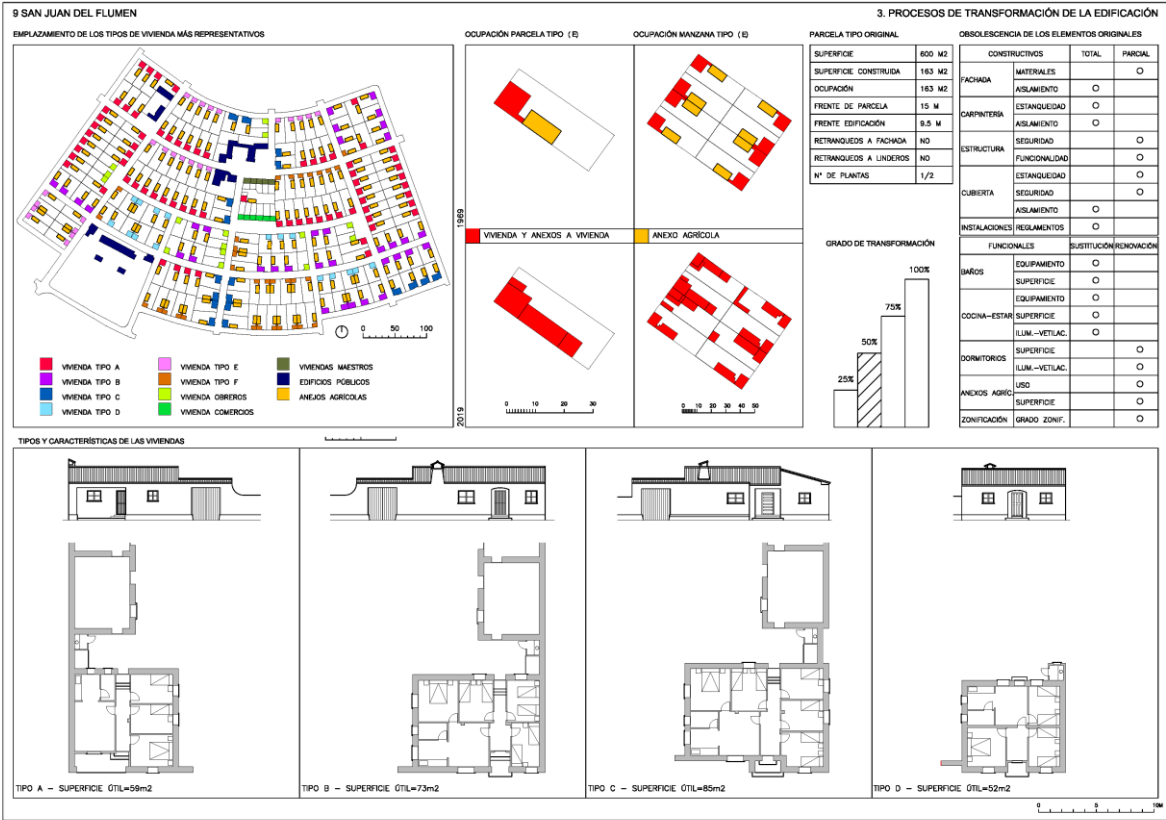 9 SAN JUAN DEL FLUMEN
3. PROCESOS DE TRANSFORMACIÓN DE LA EDIFICACIÓN
EMPLAZAMIENTO DE LOS TIPOS DE VIVIENDA MÁS REPRESENTATIVOS
0 50 100
VIVIENDA TIPO A
VIVIENDA TIPO B
VIVIENDA TIPO C
VIVIENDA TIPO D
VIVIENDA TIPO E
VIVIENDA TIPO F
VIVIENDA OBREROS
VIVIENDA COMERCIOS
VIVIENDAS MAESTROS
EDIFICIOS PÚBLICOS
ANEJOS AGRÍCOLAS
OCUPACIÓN PARCELA TIPO (E)
OCUPACIÓN MANZANA TIPO (E)
1969
VIVIENDA Y ANEXOS A VIVIENDA
ANEXO AGRÍCOLA
2019
0 10 20 30
0 10 20 30 40 50
PARCELA TIPO ORIGINAL
SUPERFICIE 600 M2
SUPERFICIE CONSTRUIDA 163 M2
OCUPACIÓN 163 M2
FRENTE DE PARCELA 15 M
FRENTE EDIFICACIÓN 9.5 M
RETRANQUEOS A FACHADA NO
RETRANQUEOS A LINDEROS NO
Nº DE PLANTAS 1/2
GRADO DE TRANSFORMACIÓN
25%
50%
75%
100%
OBSOLESCENCIA DE LOS ELEMENTOS ORIGINALES
CONSTRUCTIVOS TOTAL PARCIAL
FACHADA
MATERIALES
AISLAMIENTO
CARPINTERÍA
ESTANQUEDAD
AISLAMIENTO
ESTRUCTURA
SEGURIDAD
FUNCIONALIDAD
CUBIERTA
ESTANQUEDAD
SEGURIDAD
AISLAMIENTO
INSTALACIONES REGLAMENTOS
FUNCIONALES SUSTITUCIÓN RENOVACIÓN
BAÑOS
EQUIPAMIENTO
SUPERFICIE
COCINA-ESTAR
EQUIPAMIENTO
SUPERFICIE
ILUM.-VETILAC.
DORMITORIOS
SUPERFICIE
ILUM.-VETILAC.
ANEXOS AGRÍC.
USO
SUPERFICIE
ZONIFICACIÓN GRADO ZONIF.
TIPOS Y CARACTERÍSTICAS DE LAS VIVIENDAS
TIPO A - SUPERFICIE ÚTIL=59m2
TIPO B - SUPERFICIE ÚTIL=73m2
TIPO C - SUPERFICIE ÚTIL=85m2
TIPO D - SUPERFICIE ÚTIL=52m2
0 5 10M